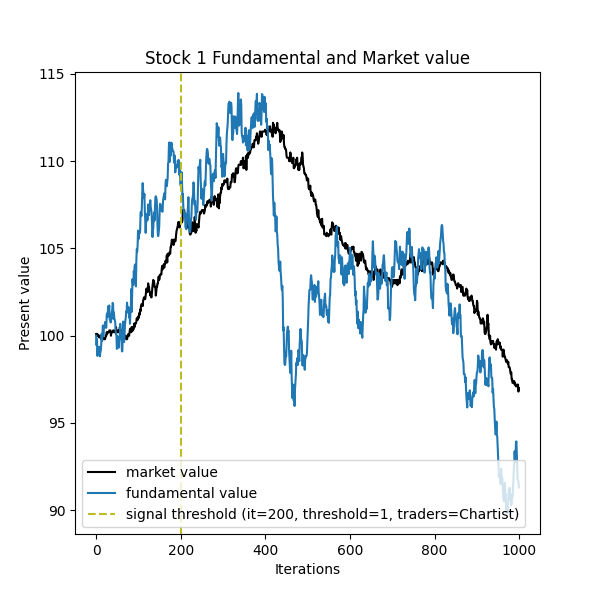 Stock 1 Fundamental and Market value
115
110
105
100
95
90
Present value
market value
fundamental value
signal threshold (it=200, threshold=1, traders=Chartist)
0 200 400 600 800 1000
Iterations